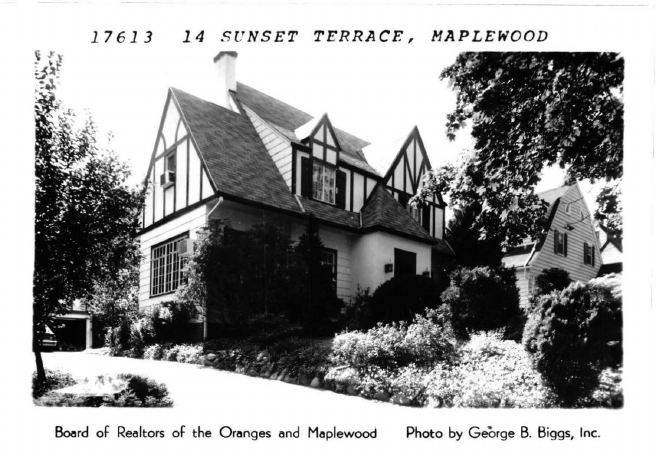 17613 14 SUNSET TERRACE, MAPLEWOOD
Board of Realtors of the Oranges and Maplewood Photo by George B. Biggs, Inc.